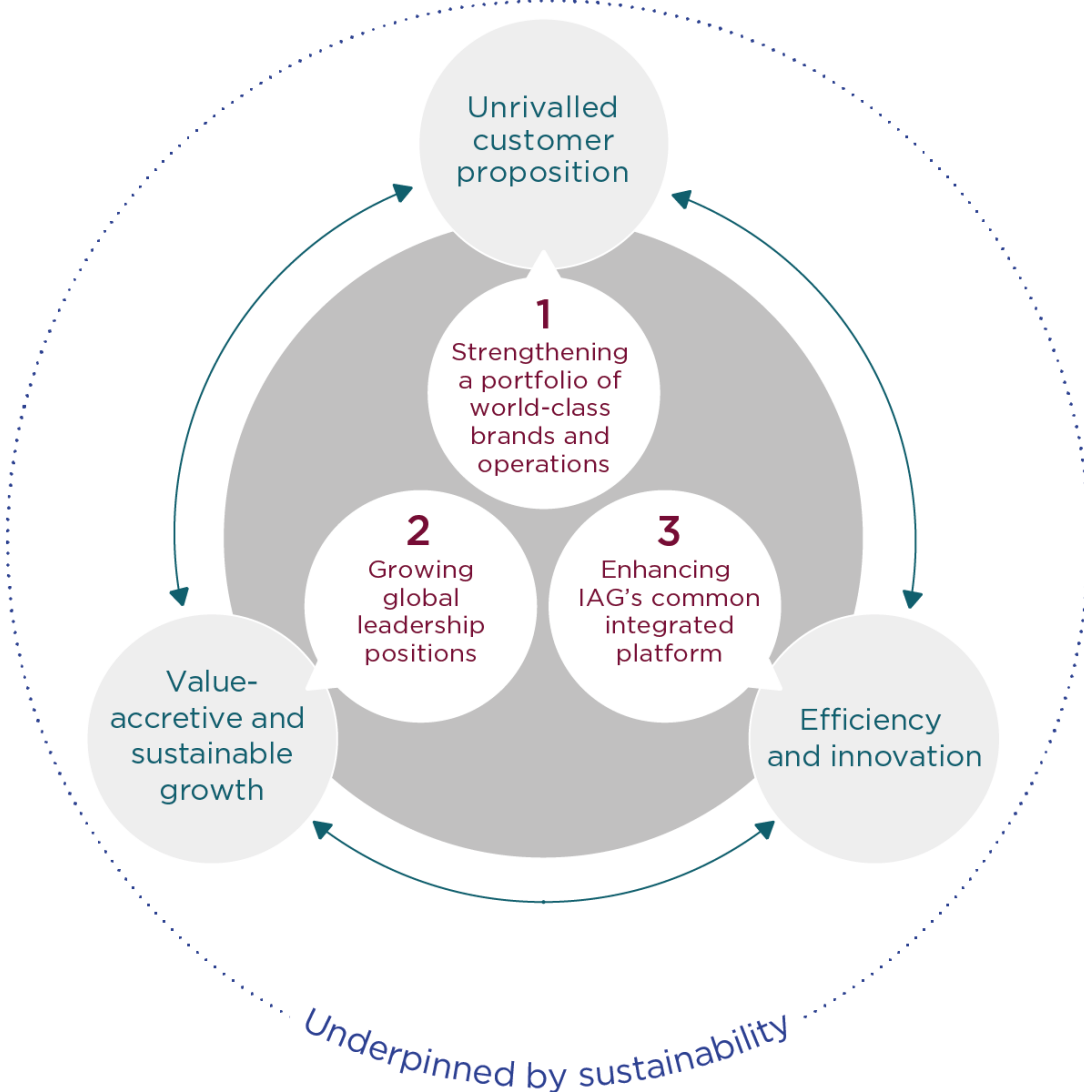 Unrivalled
customer
proposition
1
Strengthening
a portfolio of
world-class
brands and
operations
2
Growing
global
leadership
positions
3
Enhancing
IAG’s common
integrated
platform
Value-
accretive and
sustainable
growth
Efficiency
and innovation
Underpinned by sustainability